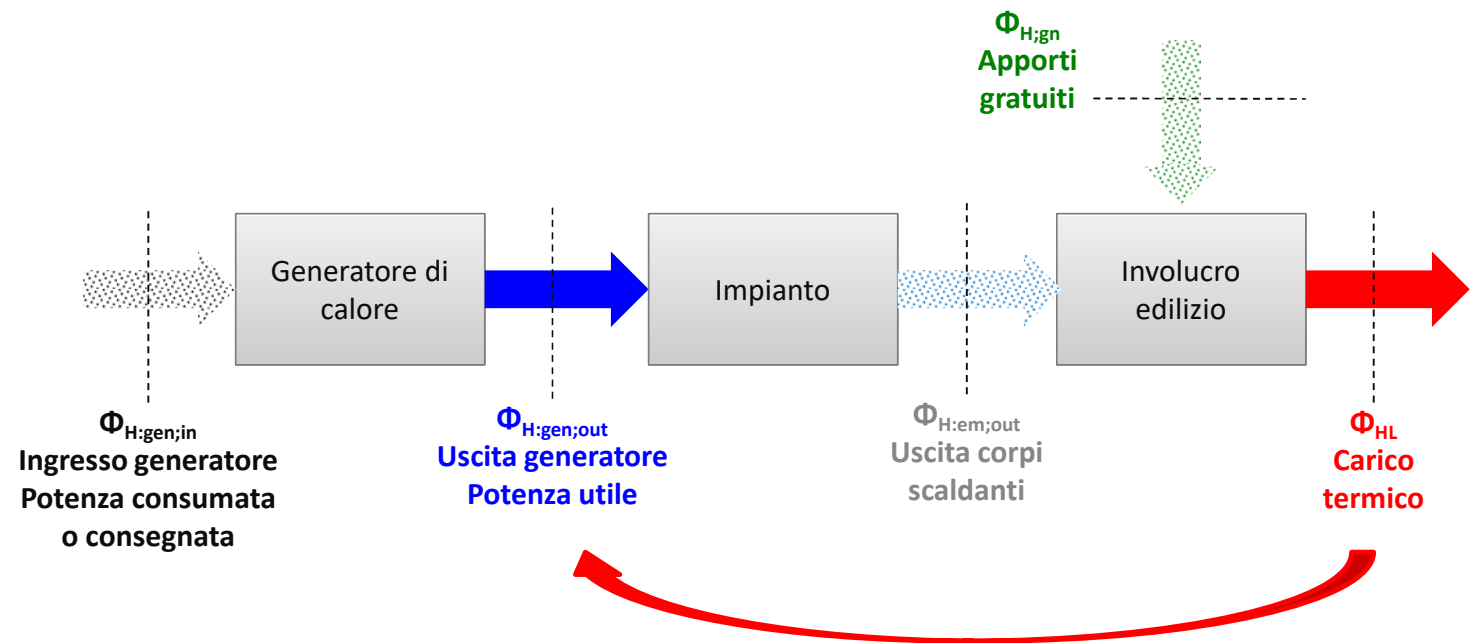 ΦH;gn
Apporti
gratuiti
Generatore di
calore
Impianto
Involucro
edilizio
ΦH:gen;in
Ingresso generatore
Potenza consumata
o consegnata
ΦH:gen;out
Uscita generatore
Potenza utile
ΦH:em;out
Uscita corpi
scaldanti
ΦHL
Carico
termico